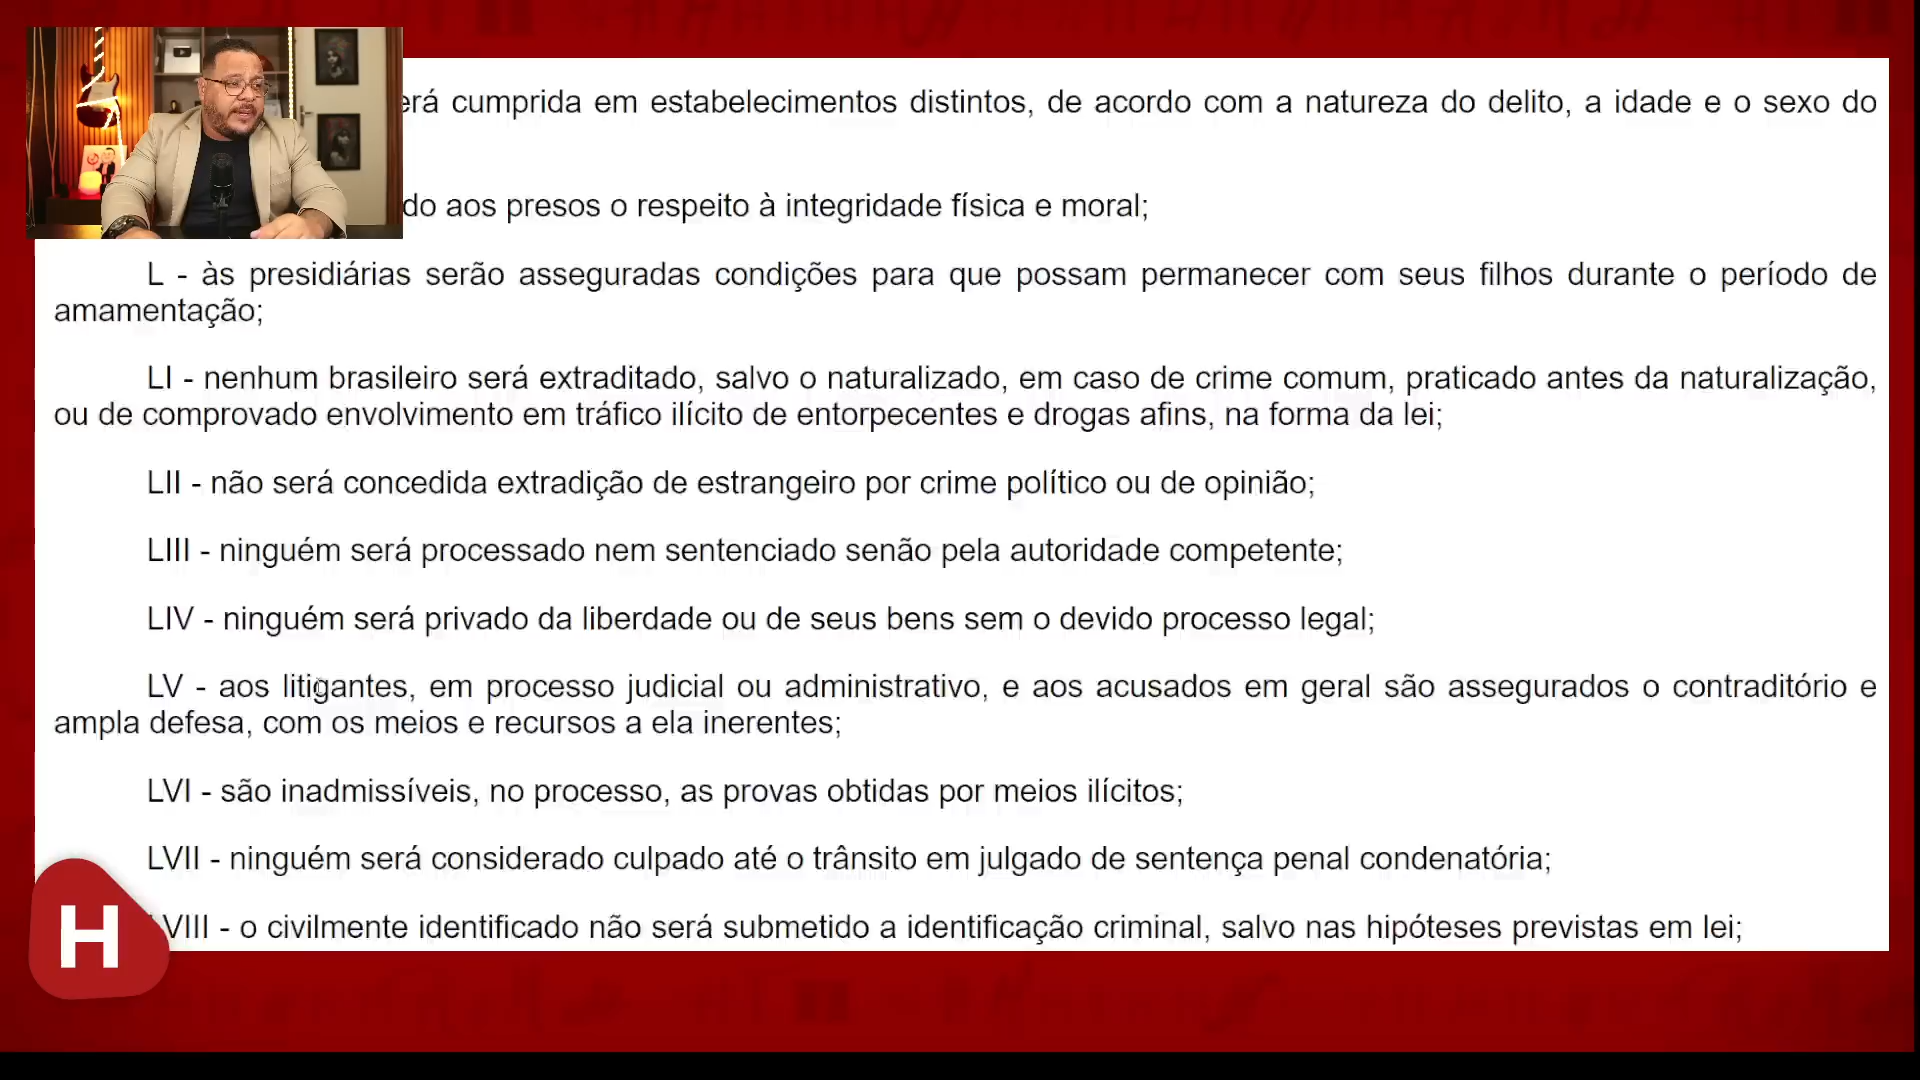 erá cumprida em estabelecimentos distintos, de acordo com a natureza do delito, a idade e o sexo do
do aos presos o respeito à integridade física e moral;
L - às presidiárias serão asseguradas condições para que possam permanecer com seus filhos durante o período de
amamentação;
LI - nenhum brasileiro será extraditado, salvo o naturalizado, em caso de crime comum, praticado antes da naturalização,
ou de comprovado envolvimento em tráfico ilícito de entorpecentes e drogas afins, na forma da lei;
LII - não será concedida extradição de estrangeiro por crime político ou de opinião;
LIII - ninguém será processado nem sentenciado senão pela autoridade competente;
LIV - ninguém será privado da liberdade ou de seus bens sem o devido processo legal;
LV - aos litigantes, em processo judicial ou administrativo, e aos acusados em geral são assegurados o contraditório e
ampla defesa, com os meios e recursos a ela inerentes;
LVI - são inadmissíveis, no processo, as provas obtidas por meios ilícitos;
LVII - ninguém será considerado culpado até o trânsito em julgado de sentença penal condenatória;
VIII - o civilmente identificado não será submetido a identificação criminal, salvo nas hipóteses previstas em lei;
H